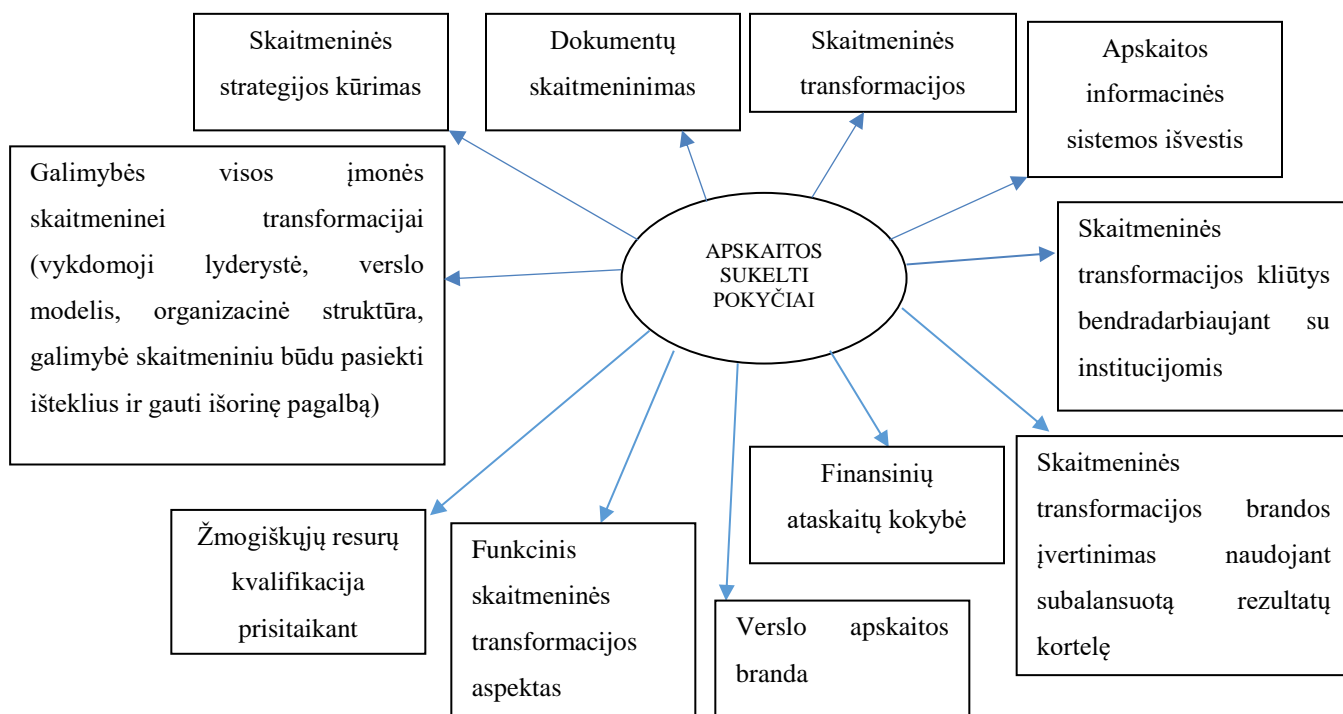 Skaitmeninės
strategijos kūrimas
Dokumentų
skaitmeninimas
Skaitmeninės
transformacijos
Apskaitos
informacinės
sistemos išvestis
Galimybės visos įmonės
skaitmeninei transformacijai
(vykdomoji lyderystė, verslo
modelis, organizacinė struktūra,
galimybė skaitmeniniu būdu pasiekti
išteklius ir gauti išorinę pagalbą)
APSKAITOS
SUKELTI
POKYČIAI
Skaitmeninės
transformacijos kliūtys
bendradarbiaujant su
institucijomis
Žmogiškųjų resurų
kvalifikacija
prisitaikant
Funkcinis
skaitmeninės
transformacijos
aspektas
Verslo apskaitos
branda
Finansinių
ataskaitų kokybė
Skaitmeninės
transformacijos brandos
įvertinimas naudojant
subalansuotą rezultatų
kortelę